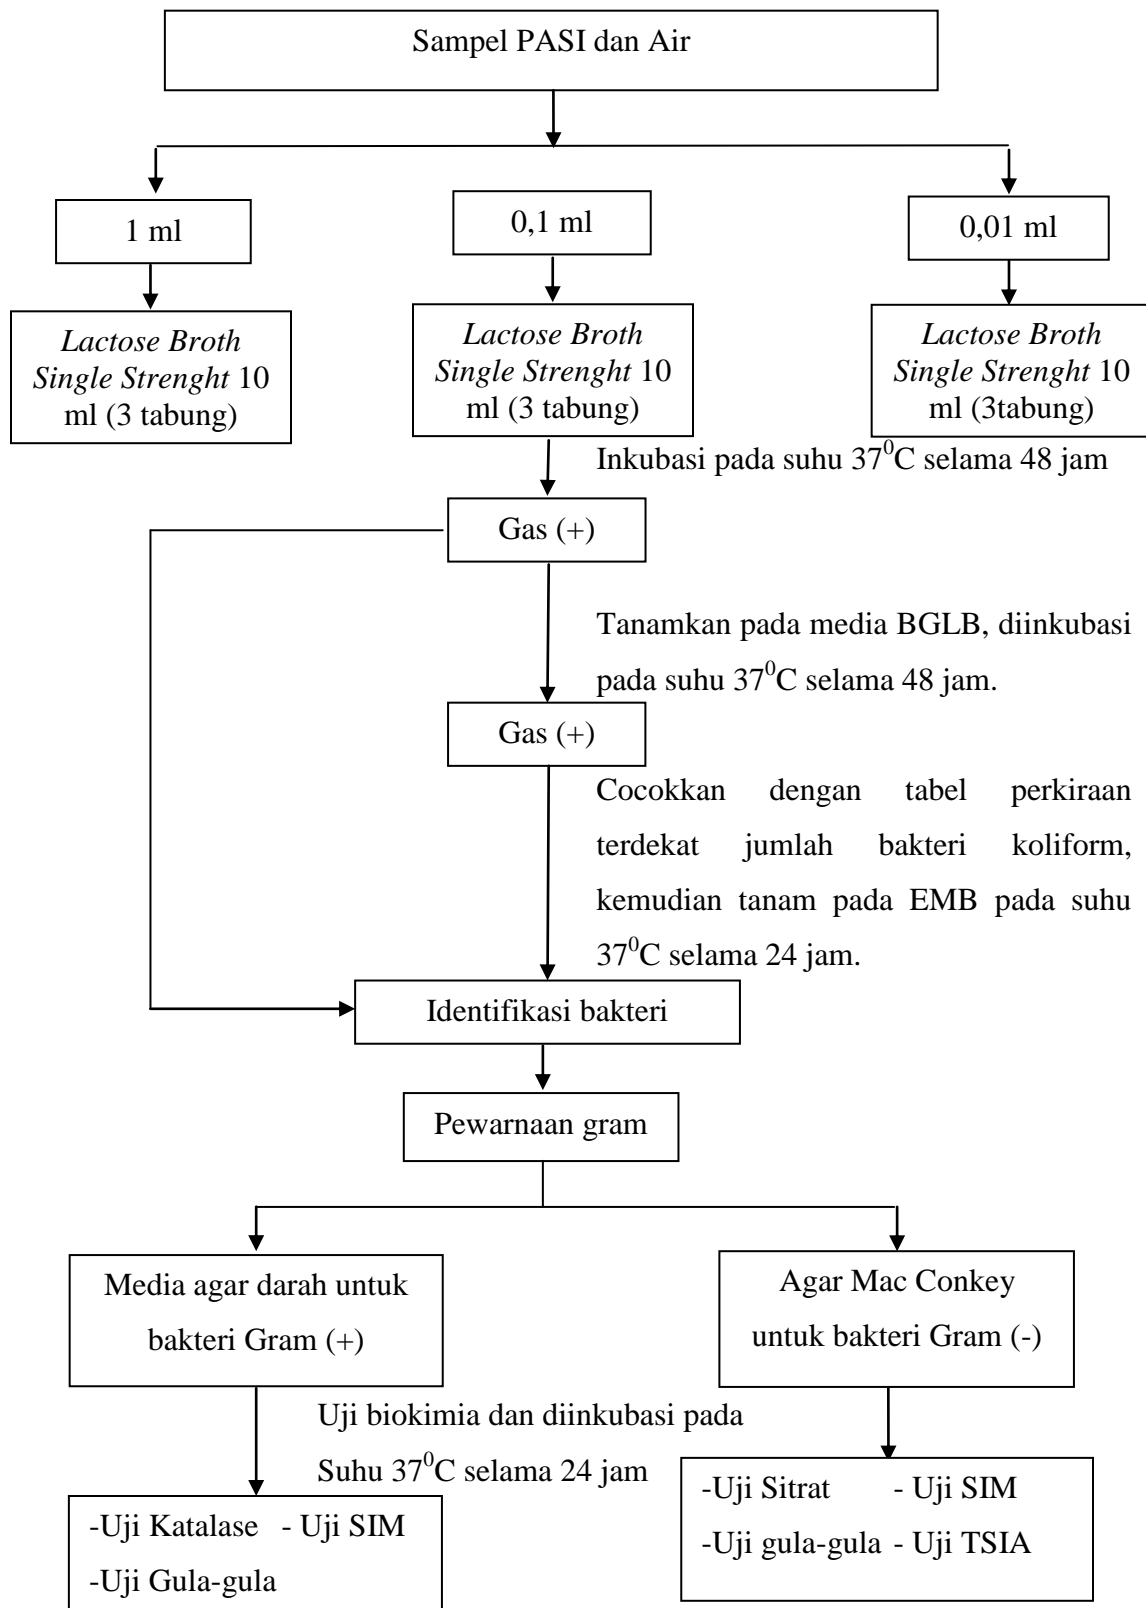 Sampel PASI dan Air
1 ml
0,1 ml
0,01 ml
Lactose Broth
Single Strenght 10
ml (3 tabung)
Lactose Broth
Single Strenght 10
ml (3 tabung)
Lactose Broth
Single Strenght 10
ml (3tabung)
Inkubasi pada suhu 37⁰C selama 48 jam
Gas (+)
Tanamkan pada media BGLB, diinkubasi
pada suhu 37⁰C selama 48 jam.
Gas (+)
Cocokkan dengan tabel perkiraan
terdekat jumlah bakteri koliform,
kemudian tanam pada EMB pada suhu
37⁰C selama 24 jam.
Identifikasi bakteri
Pewarnaan gram
Media agar darah untuk
bakteri Gram (+)
Agar Mac Conkey
untuk bakteri Gram (-)
Uji biokimia dan diinkubasi pada
Suhu 37⁰C selama 24 jam
-Uji Katalase - Uji SIM
-Uji Gula-gula
-Uji Sitrat - Uji SIM
-Uji gula-gula - Uji TSIA